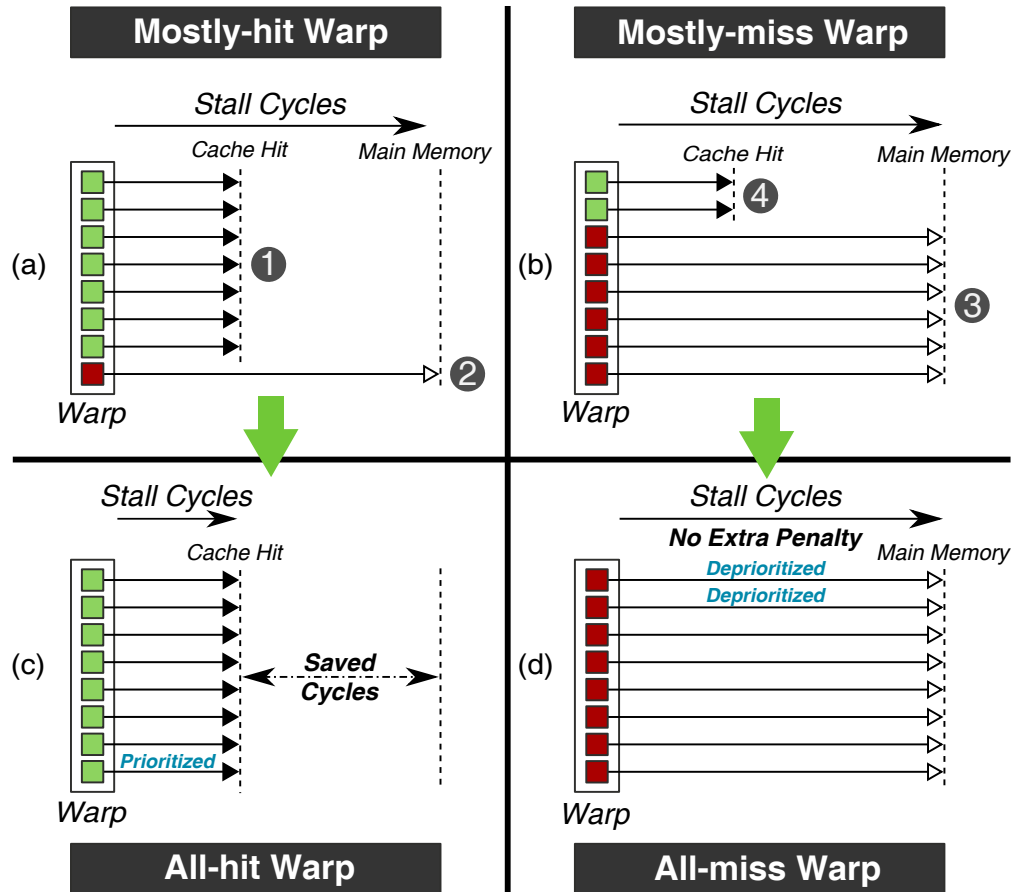 Mostly-hit Warp
Stall Cycles
Cache Hit
Main Memory
(a)
1
2
Warp
Mostly-miss Warp
Stall Cycles
Cache Hit
Main Memory
4
(b)
3
Warp
Stall Cycles
Cache Hit
(c)
Saved
Cycles
Prioritized
Warp
All-hit Warp
Stall Cycles
No Extra Penalty
Main Memory
Deprioritized
Deprioritized
(d)
Warp
All-miss Warp